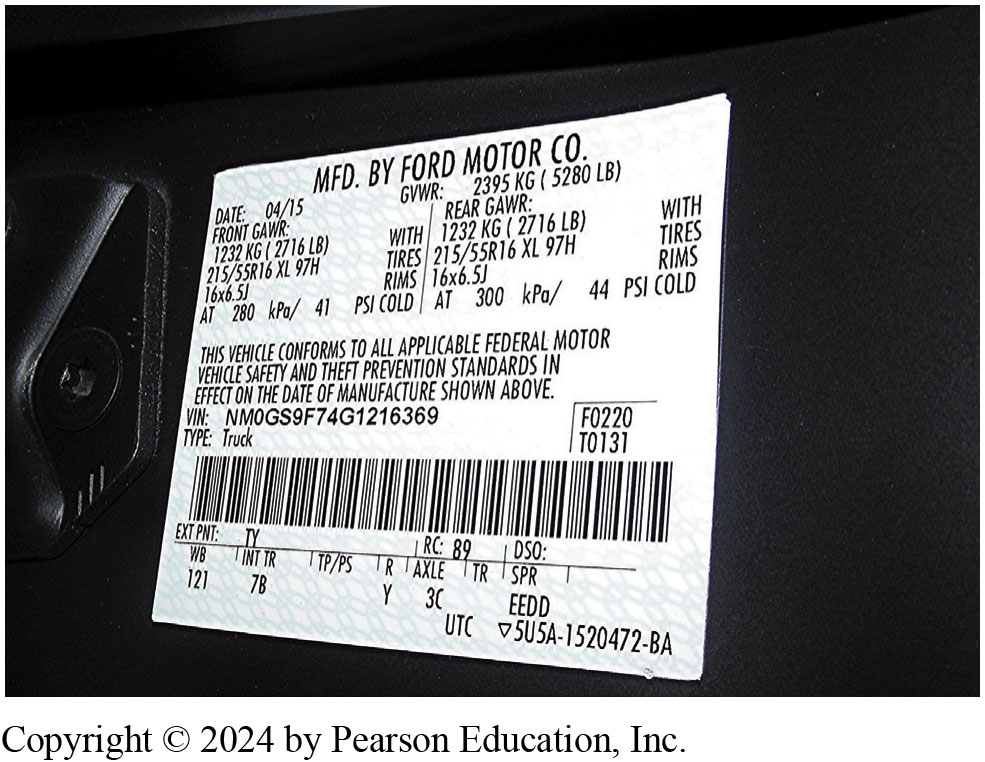 MFD. BY FORD MOTOR CO.
DATE: 04/15 GVWR: 2395 KG ( 5280 LB)
FRONT GAWR: REAR GAWR:
1232 KG ( 2716 LB) WITH 1232 KG ( 2716 LB) WITH
215/55R16 XL 97H TIRES 215/55R16 XL 97H TIRES
16x6.5J RIMS 16x6.5J RIMS
AT 280 kPa/ 41 PSI COLD AT 300 kPa/ 44 PSI COLD
THIS VEHICLE CONFORMS TO ALL APPLICABLE FEDERAL MOTOR
VEHICLE SAFETY AND THEFT PREVENTION STANDARDS IN
EFFECT ON THE DATE OF MANUFACTURE SHOWN ABOVE.
VIN: NM0GS9F74G1216369 F0220
TYPE: Truck T0131
EXT PNT: TY RC: 89 DSO:
WB INT TR TP/PS R AXLE TR SPR
121 7B Y 3C EEDD
UTC ▽5U5A-1520472-BA
Copyright © 2024 by Pearson Education, Inc.